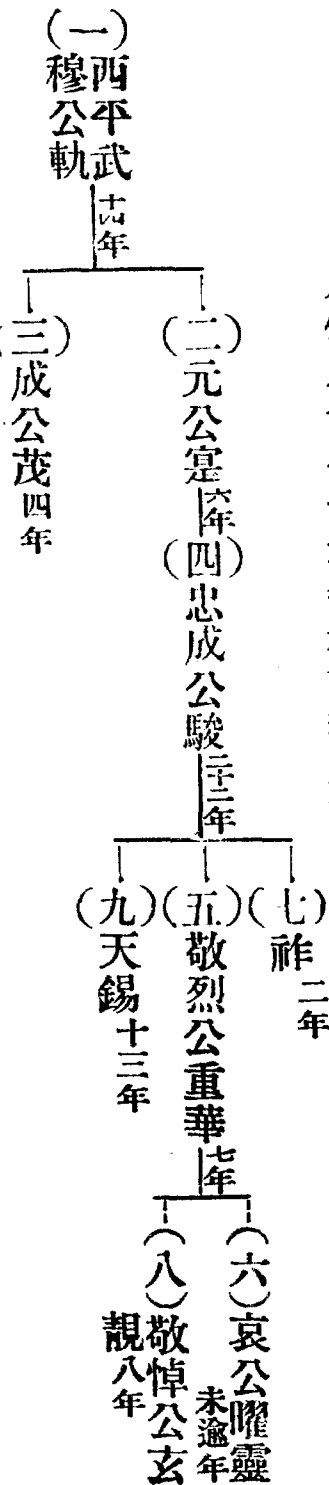 (一)西平武穆公軌 十四年
(二)元公寔 六年
(三)成公茂 四年
(四)忠成公駿 二十二年
(七)祚 二年
(五)敬烈公重華 七年
(九)天錫 十三年
(六)哀公曜靈 未逾年
(八)敬悼公玄靚 八年